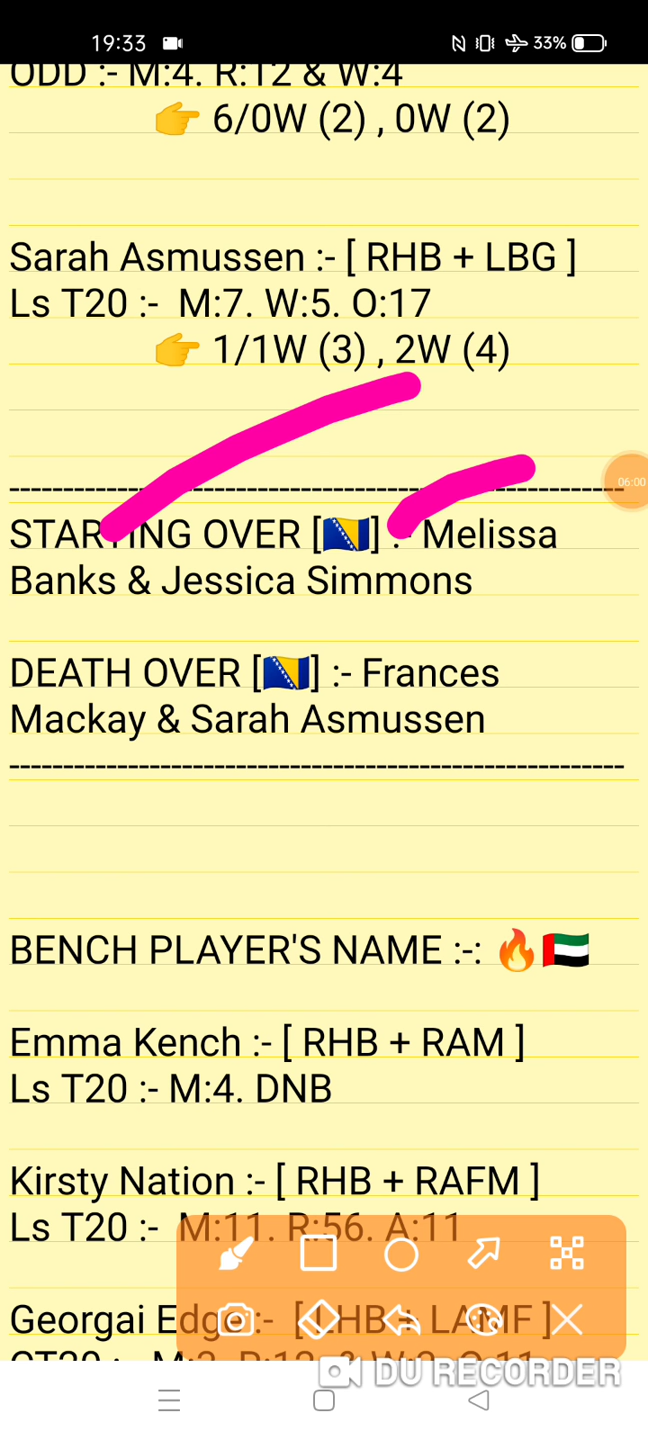 19:33
33%
ODD :- M:4. R:12 & W:4
👉 6/0W (2) , 0W (2)
Sarah Asmussen :- [ RHB + LBG ]
Ls T20 :- M:7. W:5. O:17
👉 1/1W (3) , 2W (4)
06:00
------------------------------------------------------------
STARTING OVER [🇧🇦] :- Melissa
Banks & Jessica Simmons
DEATH OVER [🇧🇦] :- Frances
Mackay & Sarah Asmussen
------------------------------------------------------------
BENCH PLAYER'S NAME :-: 🔥🇦🇪
Emma Kench :- [ RHB + RAM ]
Ls T20 :- M:4. DNB
Kirsty Nation :- [ RHB + RAFM ]
Ls T20 :- M:11. R:56. A:11
Georgai Edge :- [ LHB + LAMF ]
DU RECORDER